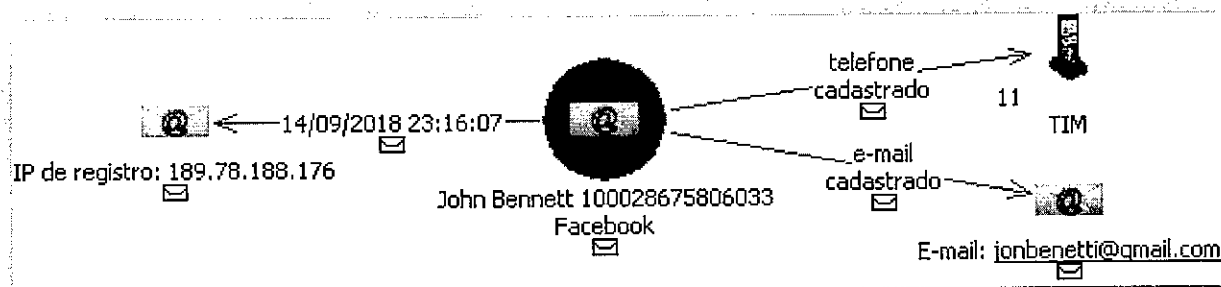 telefone
cadastrado
11
TIM
14/09/2018 23:16:07
IP de registro: 189.78.188.176
John Bennett 100028675806033
Facebook
e-mail
cadastrado
E-mail: jonbenetti@gmail.com